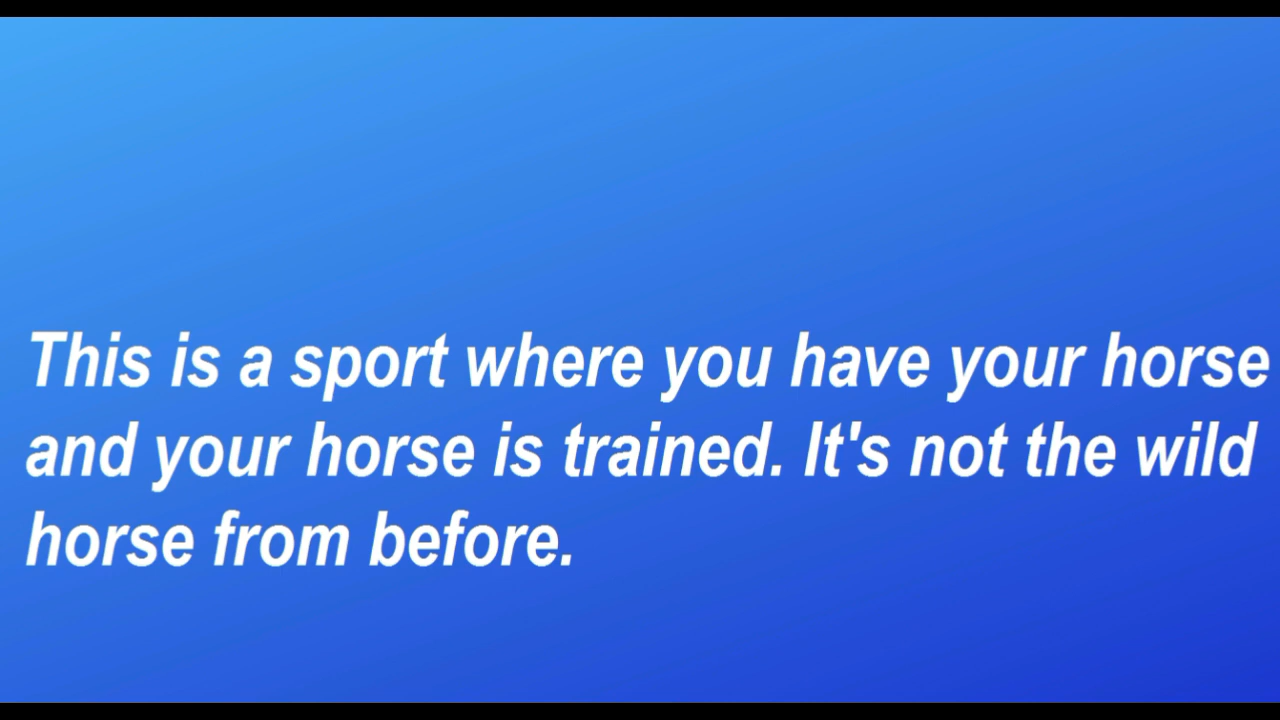 This is a sport where you have your horse
and your horse is trained. It's not the wild
horse from before.